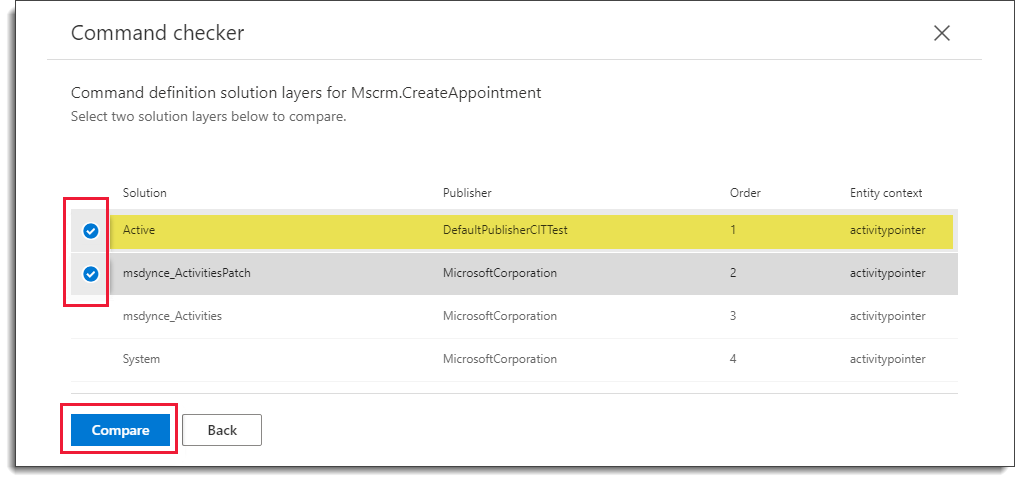 Command checker
Command definition solution layers for Mscrm.CreateAppointment
Select two solution layers below to compare.
Solution Publisher Order Entity context
Active DefaultPublisherCITTest 1 activitypointer
msdynce_ActivitiesPatch MicrosoftCorporation 2 activitypointer
msdynce_Activities MicrosoftCorporation 3 activitypointer
System MicrosoftCorporation 4 activitypointer
Compare Back